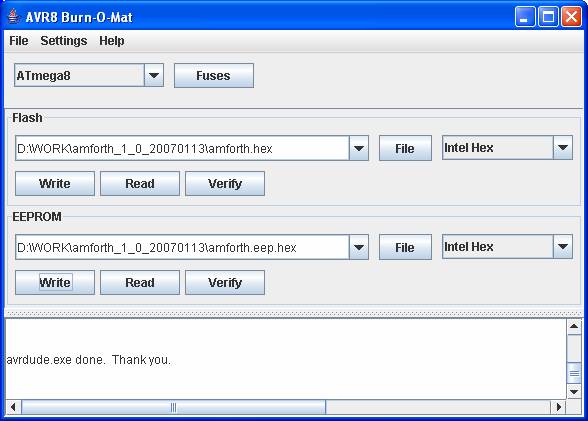 AVR8 Burn-O-Mat
File Settings Help
ATmega8 Fuses
Flash
D:\WORK\amforth_1_0_20070113\amforth.hex File Intel Hex
Write Read Verify
EEPROM
D:\WORK\amforth_1_0_20070113\amforth.eep.hex File Intel Hex
Write Read Verify
avrdude.exe done.  Thank you.